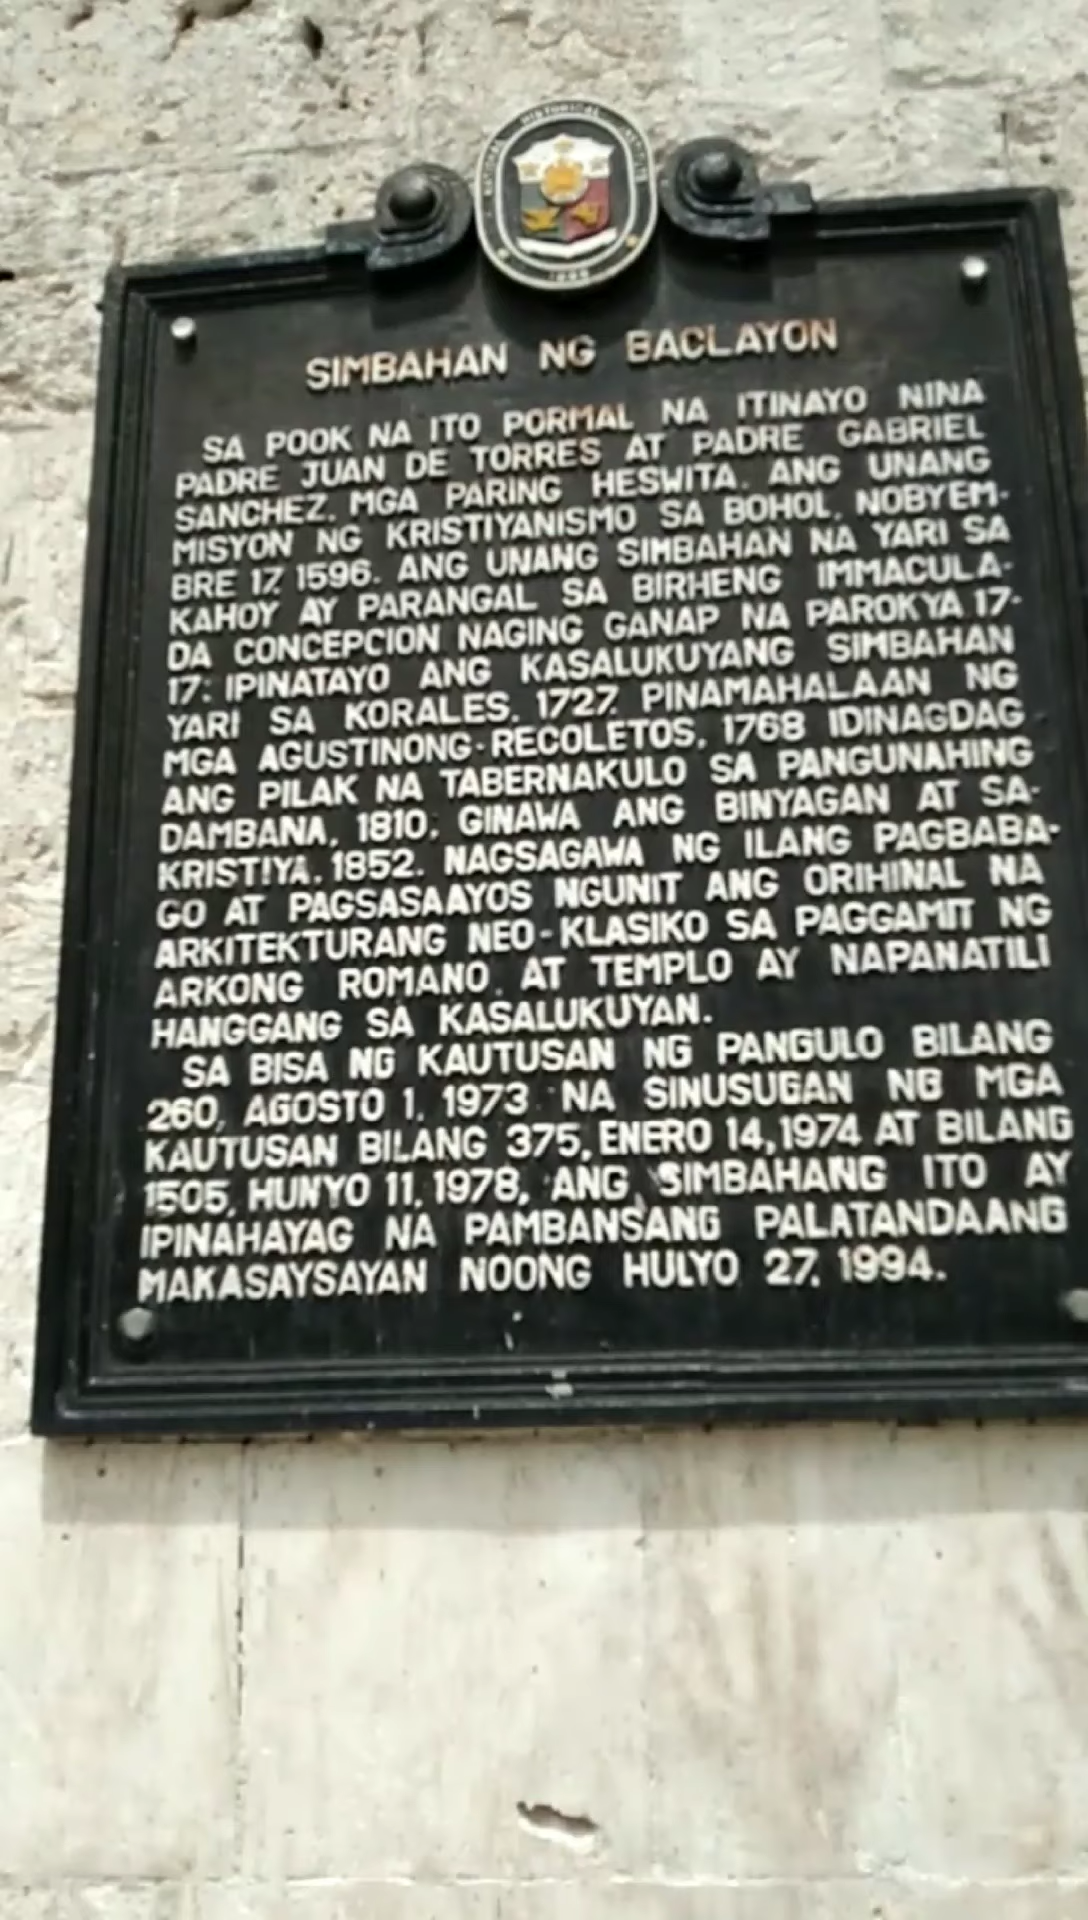 NATIONAL HISTORICAL INSTITUTE
SIMBAHAN NG BACLAYON
SA POOK NA ITO PORMAL NA ITINAYO NINA
PADRE JUAN DE TORRES AT PADRE GABRIEL
SANCHEZ, MGA PARING HESWITA, ANG UNANG
MISYON NG KRISTIYANISMO SA BOHOL, NOBYEM-
BRE 17, 1596. ANG UNANG SIMBAHAN NA YARI SA
KAHOY AY PARANGAL SA BIRHENG IMMACULA-
DA CONCEPCION NAGING GANAP NA PAROKYA 17-
17; IPINATAYO ANG KASALUKUYANG SIMBAHAN
YARI SA KORALES, 1727, PINAMAHALAAN NG
MGA AGUSTINONG-RECOLETOS, 1768 IDINAGDAG
ANG PILAK NA TABERNAKULO SA PANGUNAHING
DAMBANA, 1810; GINAWA ANG BINYAGAN AT SA-
KRISTIYA, 1852. NAGSAGAWA NG ILANG PAGBABA-
GO AT PAGSASAAYOS NGUNIT ANG ORIHINAL NA
ARKITEKTURANG NEO-KLASIKO SA PAGGAMIT NG
ARKONG ROMANO, AT TEMPLO AY NAPANATILI
HANGGANG SA KASALUKUYAN.
SA BISA NG KAUTUSAN NG PANGULO BILANG
260, AGOSTO 1, 1973 NA SINUSUGAN NG MGA
KAUTUSAN BILANG 375, ENERO 14, 1974 AT BILANG
1505, HUNYO 11, 1978, ANG SIMBAHANG ITO AY
IPINAHAYAG NA PAMBANSANG PALATANDAANG
MAKASAYSAYAN NOONG HULYO 27, 1994.